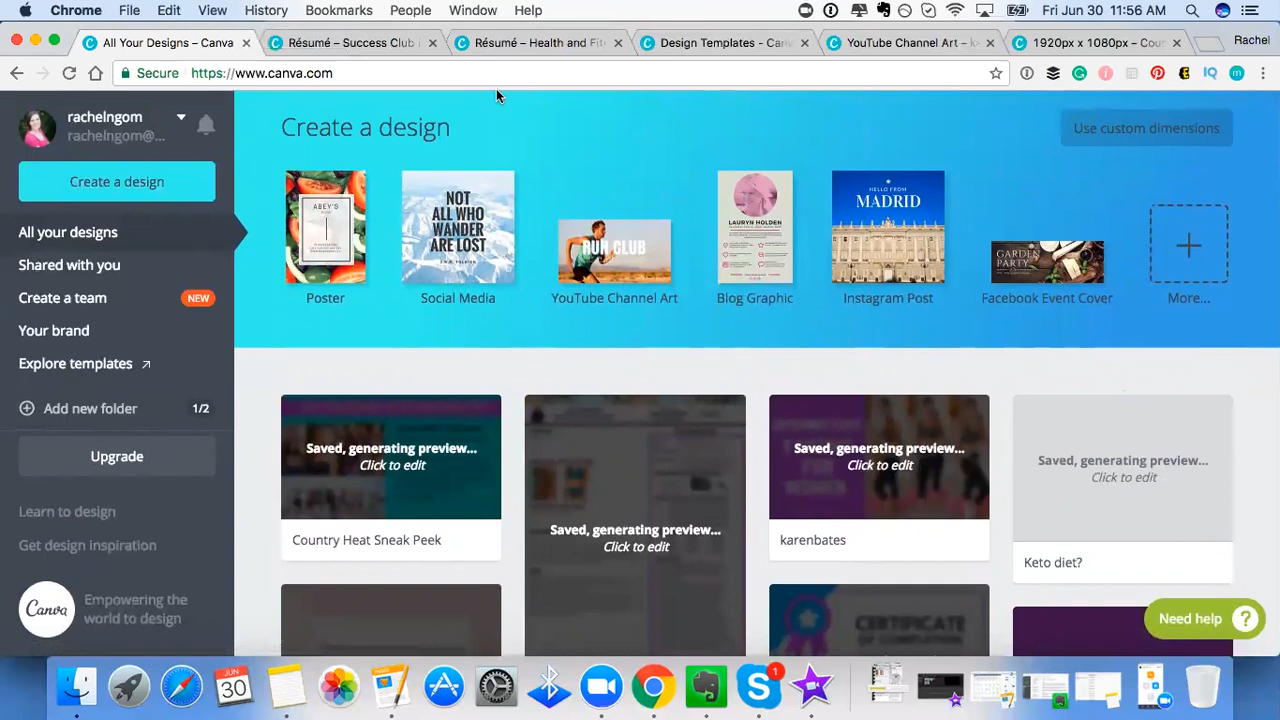 Chrome File Edit View History Bookmarks People Window Help Fri Jun 30 11:56 AM
All Your Designs – Canva
Résumé – Success Club
Résumé – Health and Fit
Design Templates – Can
YouTube Channel Art –
1920px x 1080px – Cou
Rachel
Secure https://www.canva.com
rachelngom
rachelng@...
Create a design
All your designs
Shared with you
Create a team NEW
Your brand
Explore templates
Add new folder 1/2
Upgrade
Learn to design
Get design inspiration
Canva
Empowering the
world to design
Create a design
Use custom dimensions
ABEY'S
NOT
ALL WHO
WANDER
ARE LOST
RUN CLUB
LAURYN HOLDEN
HELLO FROM
MADRID
GARDEN
PARTY
Poster
Social Media
YouTube Channel Art
Blog Graphic
Instagram Post
Facebook Event Cover
More...
Saved, generating preview...
Click to edit
Country Heat Sneak Peek
Saved, generating preview...
Click to edit
Saved, generating preview...
Click to edit
karenbates
Saved, generating preview...
Click to edit
Keto diet?
CERTIFICATE
OF COMPLETION
Need help ?
JUN
30
1